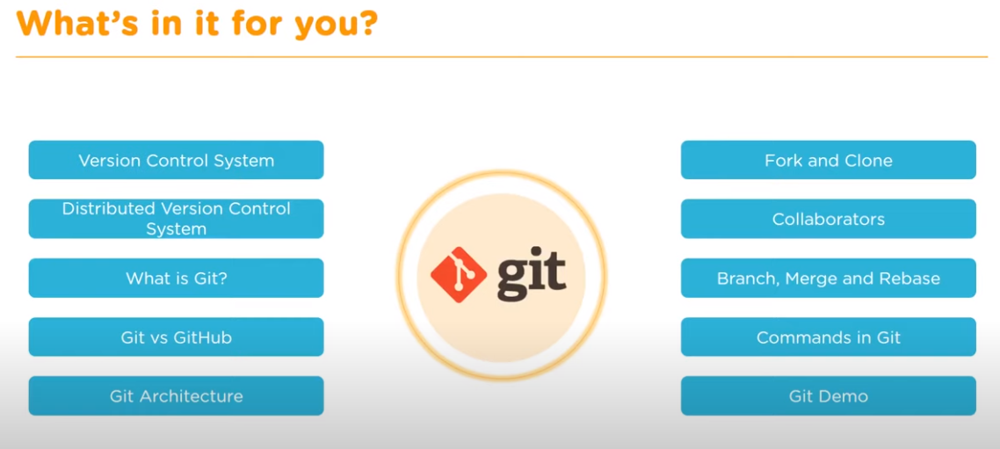 What's in it for you?
Version Control System
Distributed Version Control
System
What is Git?
Git vs GitHub
Git Architecture
git
Fork and Clone
Collaborators
Branch, Merge and Rebase
Commands in Git
Git Demo